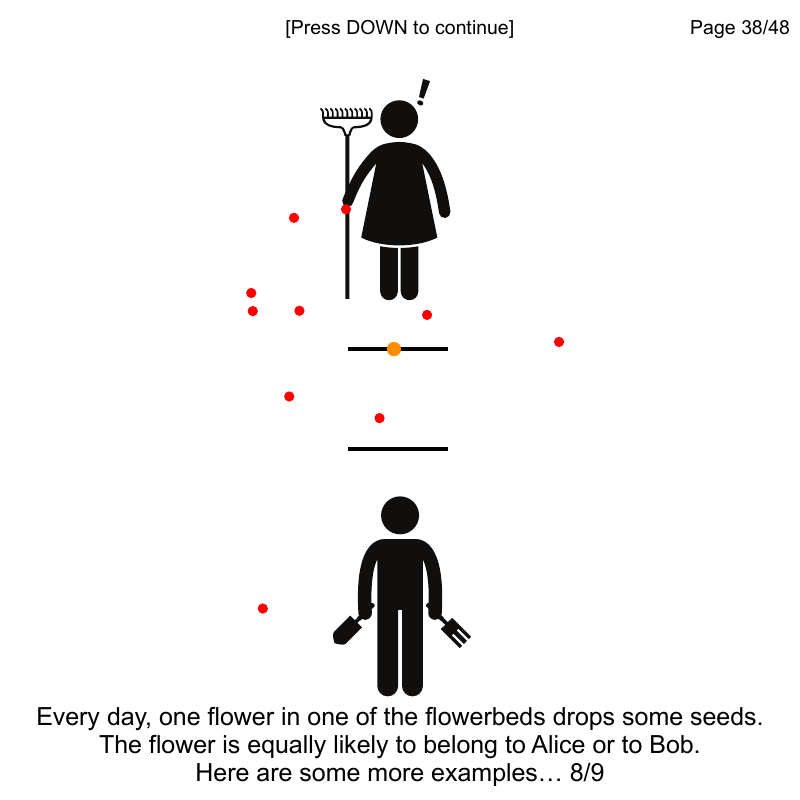 [Press DOWN to continue]
Page 38/48
!
Every day, one flower in one of the flowerbeds drops some seeds.
The flower is equally likely to belong to Alice or to Bob.
Here are some more examples… 8/9